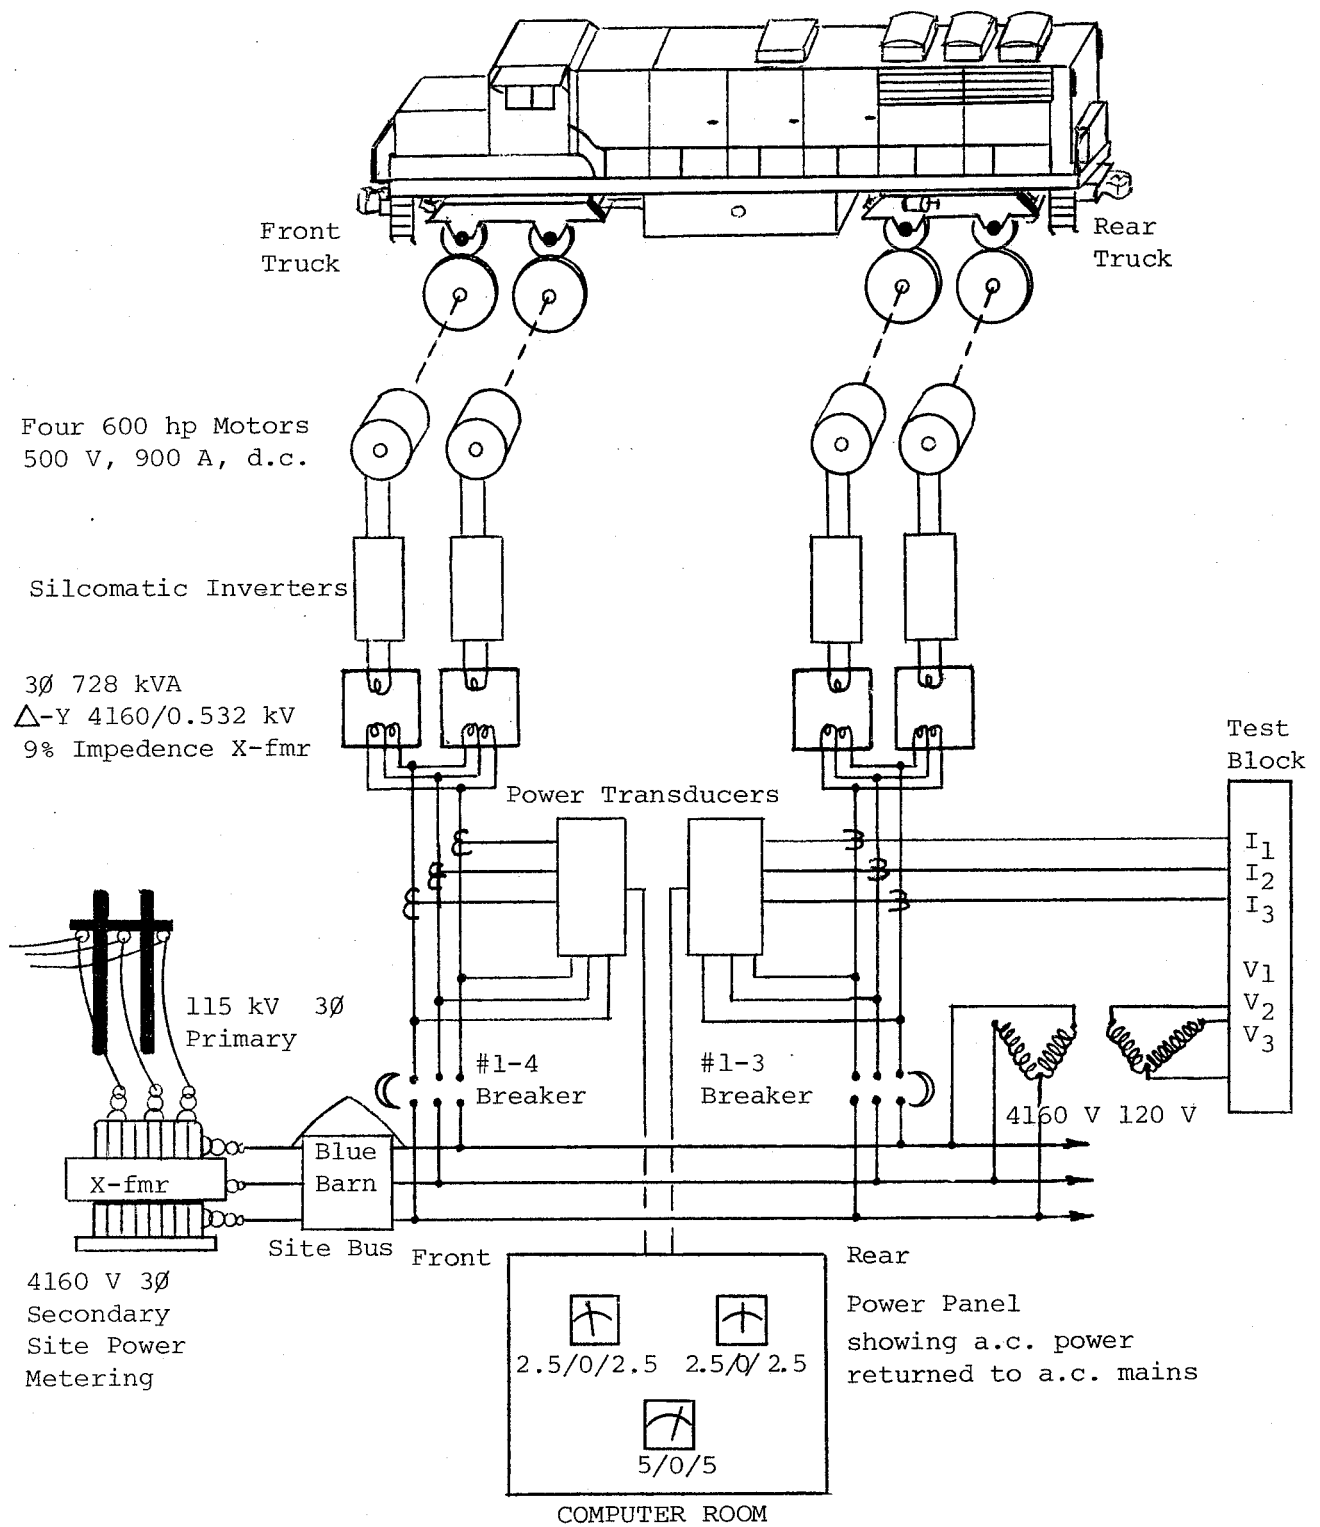 Front
Truck
Rear
Truck
Four 600 hp Motors
500 V, 900 A, d.c.
Silcomatic Inverters
3Ø 728 kVA
△-Y 4160/0.532 kV
9% Impedence X-fmr
Test
Block
Power Transducers
I1
I2
I3
V1
V2
V3
115 kV 3Ø
Primary
#1-4
Breaker
#1-3
Breaker
4160 V 120 V
Blue
Barn
X-fmr
Site Bus
Front
Rear
4160 V 3Ø
Secondary
Site Power
Metering
Power Panel
showing a.c. power
returned to a.c. mains
2.5/0/2.5
2.5/0/2.5
5/0/5
COMPUTER ROOM